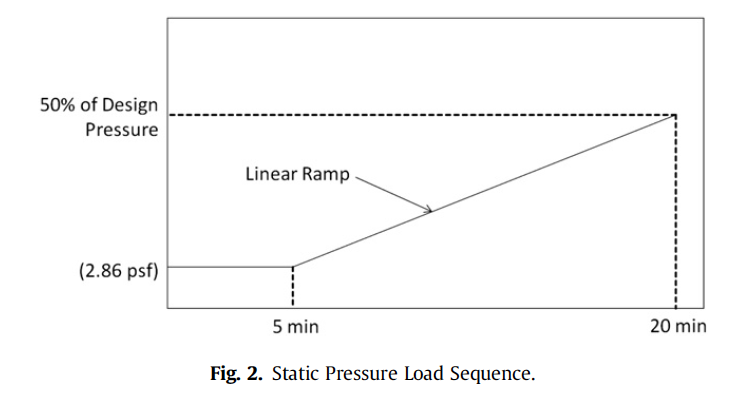 50% of Design
Pressure
Linear Ramp
(2.86 psf)
5 min
20 min
Fig. 2. Static Pressure Load Sequence.